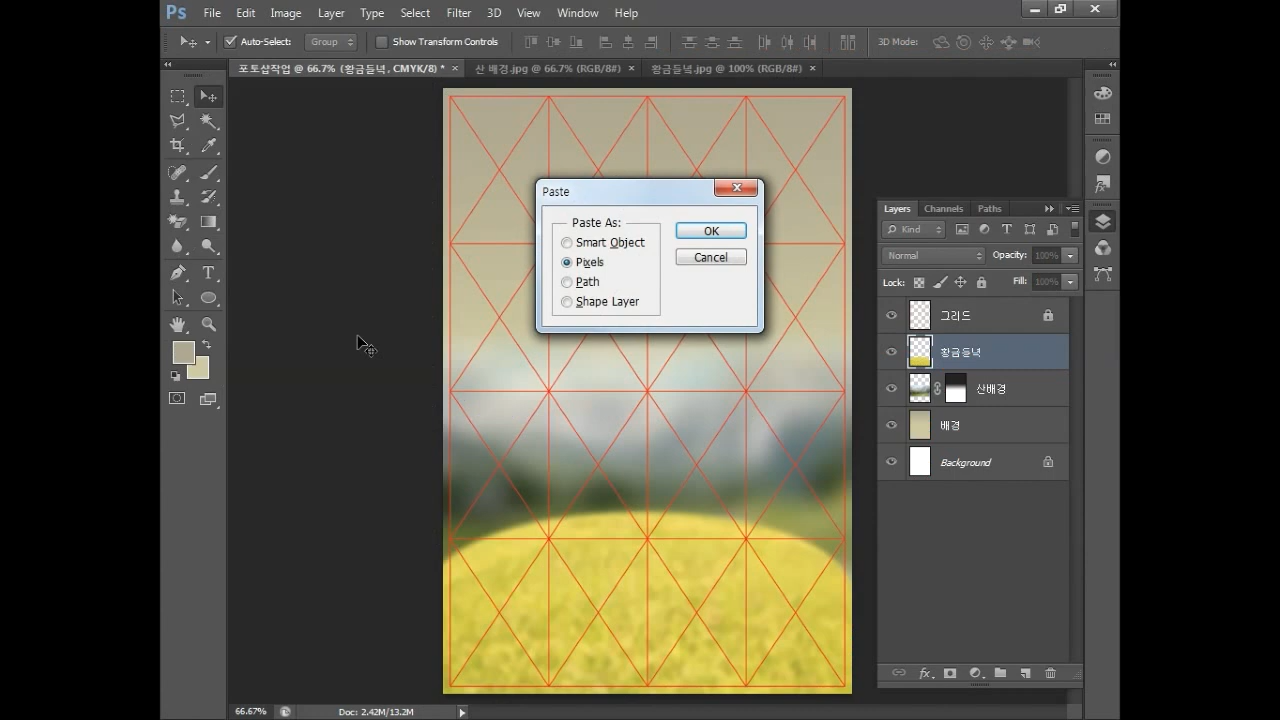 Ps File Edit Image Layer Type Select Filter 3D View Window Help
Auto-Select: Group Show Transform Controls 3D Mode:
포토샵작업 @ 66.7% (황금들녘, CMYK/8) * × 산 배경.jpg @ 66.7% (RGB/8#) × 황금들녘.jpg @ 100% (RGB/8#) ×
Paste
Paste As:
Smart Object
Pixels
Path
Shape Layer
OK
Cancel
Layers Channels Paths
Kind
Normal Opacity: 100%
Lock: Fill: 100%
그리드
황금들녘
산배경
배경
Background
66.67% Doc: 2.42M/13.2M